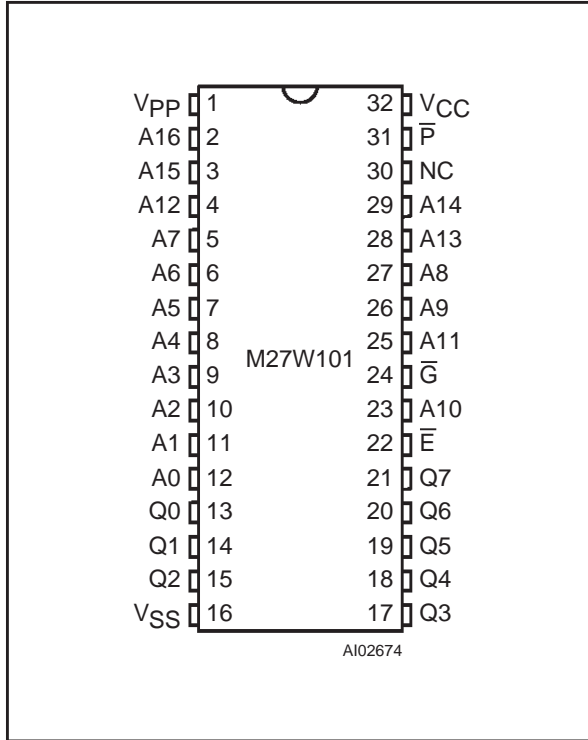 VPP 1 32 VCC
A16 2 31 P̅
A15 3 30 NC
A12 4 29 A14
A7 5 28 A13
A6 6 27 A8
A5 7 26 A9
A4 8 25 A11
M27W101
A3 9 24 G̅
A2 10 23 A10
A1 11 22 E̅
A0 12 21 Q7
Q0 13 20 Q6
Q1 14 19 Q5
Q2 15 18 Q4
VSS 16 17 Q3
AI02674